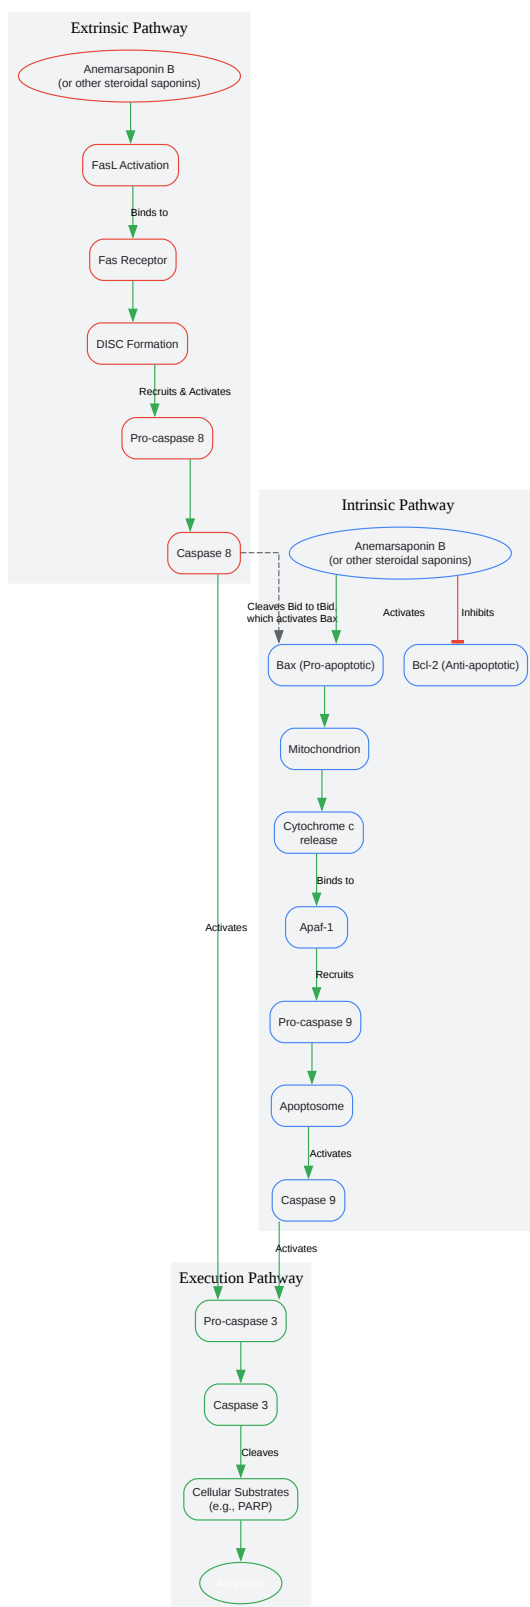 Extrinsic Pathway
Anemarsaponin B
(or other steroidal saponins)
FasL Activation
Binds to
Fas Receptor
DISC Formation
Recruits & Activates
Pro-caspase 8
Caspase 8
Intrinsic Pathway
Anemarsaponin B
(or other steroidal saponins)
Cleaves Bid to tBid,
which activates Bax
Activates
Inhibits
Bax (Pro-apoptotic)
Bcl-2 (Anti-apoptotic)
Mitochondrion
Cytochrome c
release
Binds to
Apaf-1
Activates
Recruits
Pro-caspase 9
Apoptosome
Activates
Caspase 9
Activates
Execution Pathway
Pro-caspase 3
Caspase 3
Cleaves
Cellular Substrates
(e.g., PARP)
Apoptosis